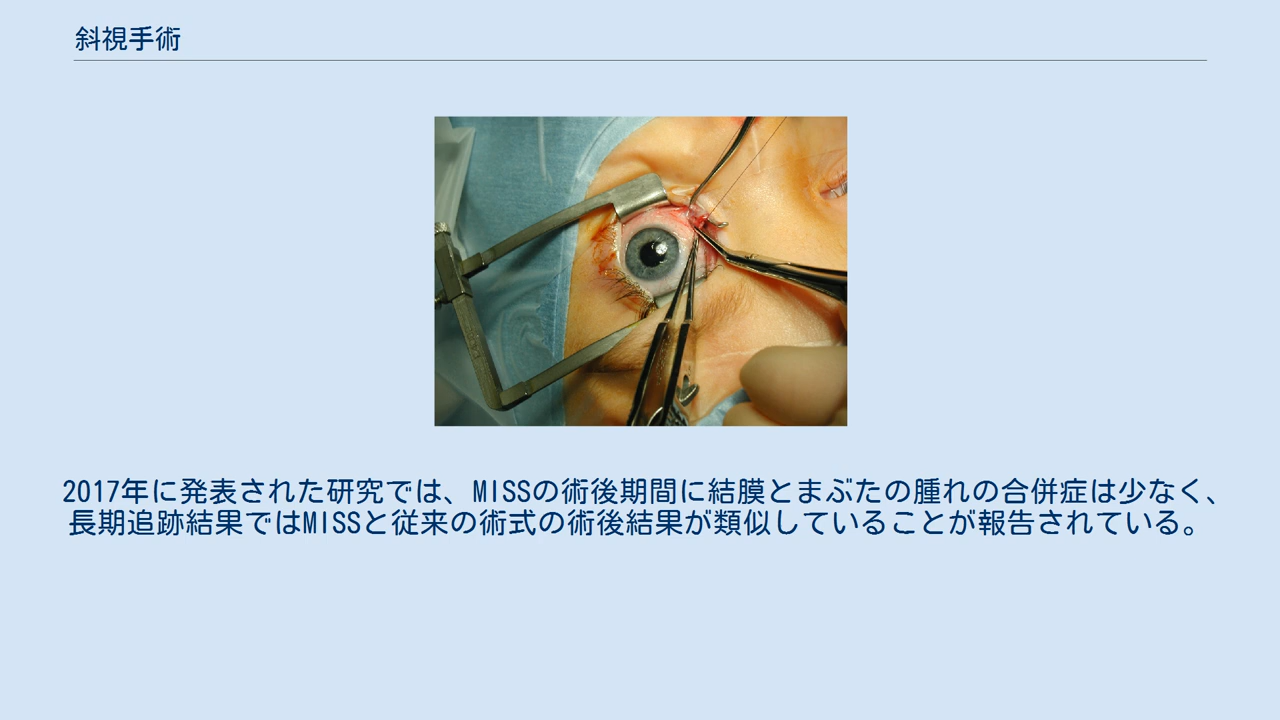 斜視手術
2017年に発表された研究では、MISSの術後期間に結膜とまぶたの腫れの合併症は少なく、
長期追跡結果ではMISSと従来の術式の術後結果が類似していることが報告されている。